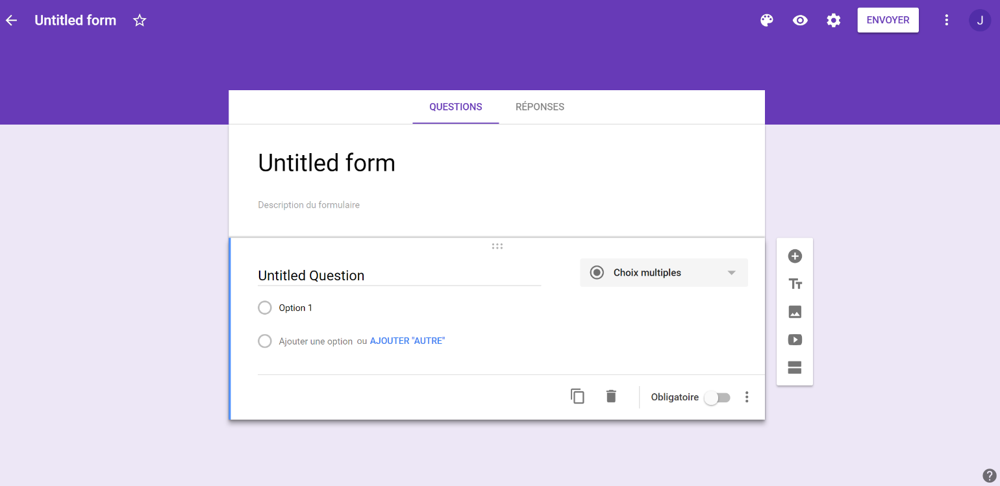 Untitled form
ENVOYER
J
QUESTIONS
RÉPONSES
Untitled form
Description du formulaire
Untitled Question
Choix multiples
Option 1
Ajouter une option ou AJOUTER "AUTRE"
Obligatoire